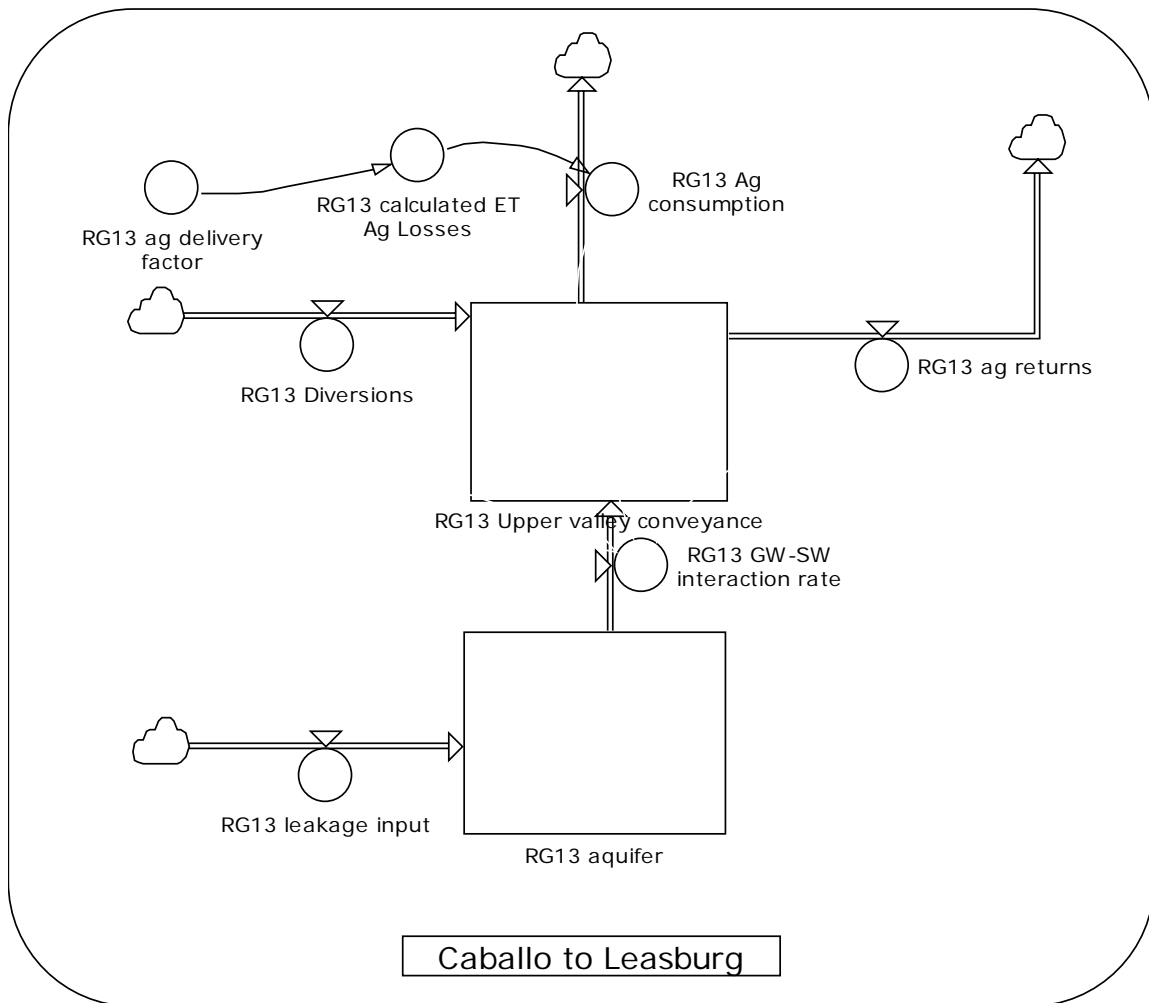 RG13 Ag
consumption
RG13 calculated ET
Ag Losses
RG13 ag delivery
factor
RG13 Diversions
RG13 ag returns
RG13 Upper valley conveyance
RG13 GW-SW
interaction rate
RG13 leakage input
RG13 aquifer
Caballo to Leasburg